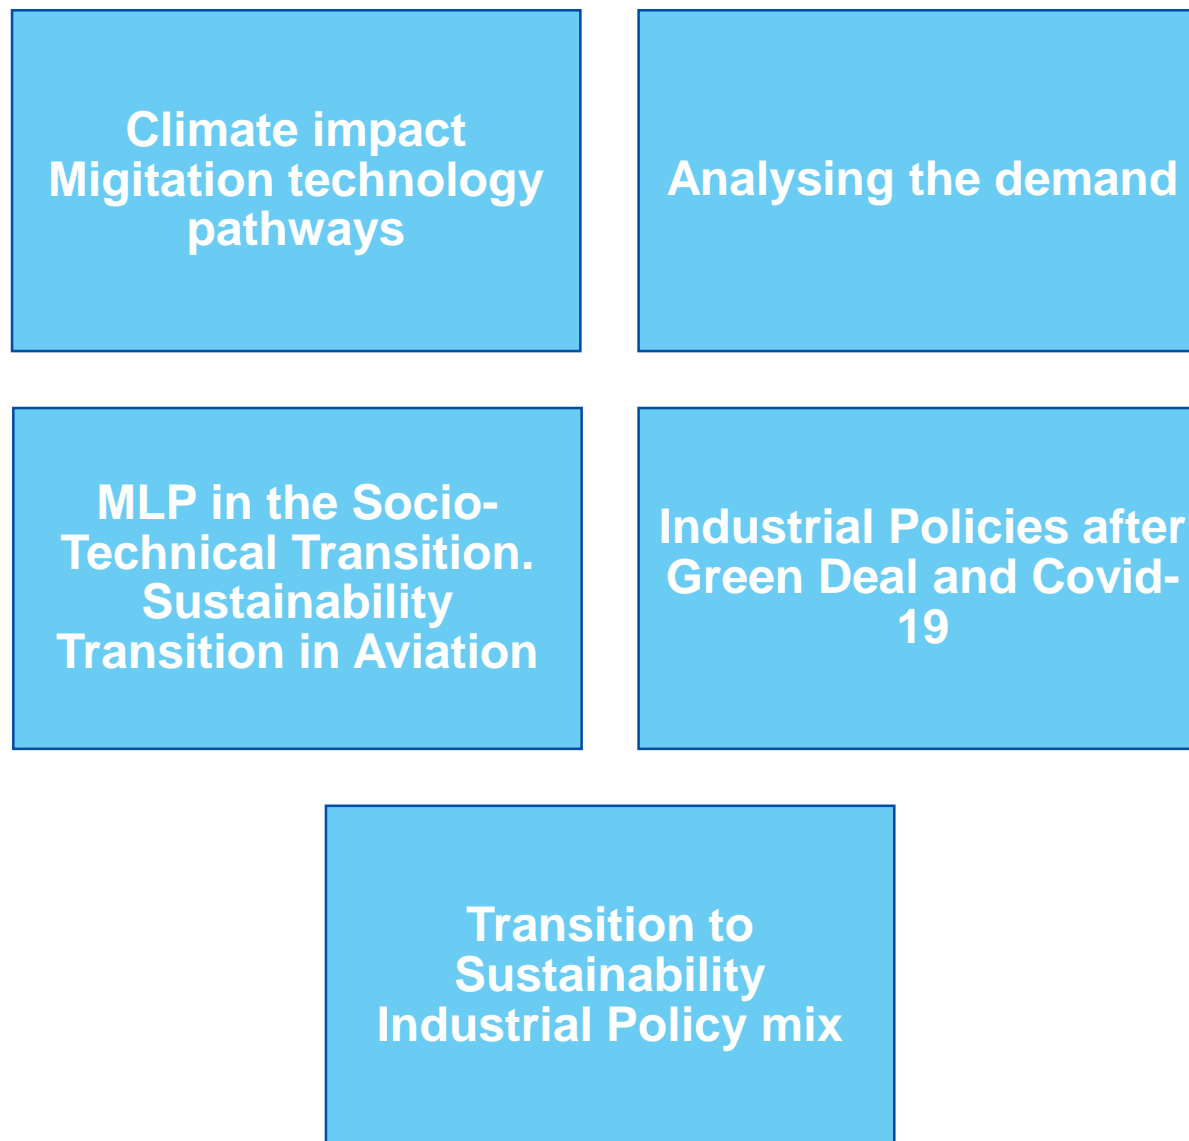 Climate impact
Migitation technology
pathways
Analysing the demand
MLP in the Socio-
Technical Transition.
Sustainability
Transition in Aviation
Industrial Policies after
Green Deal and Covid-
19
Transition to
Sustainability
Industrial Policy mix